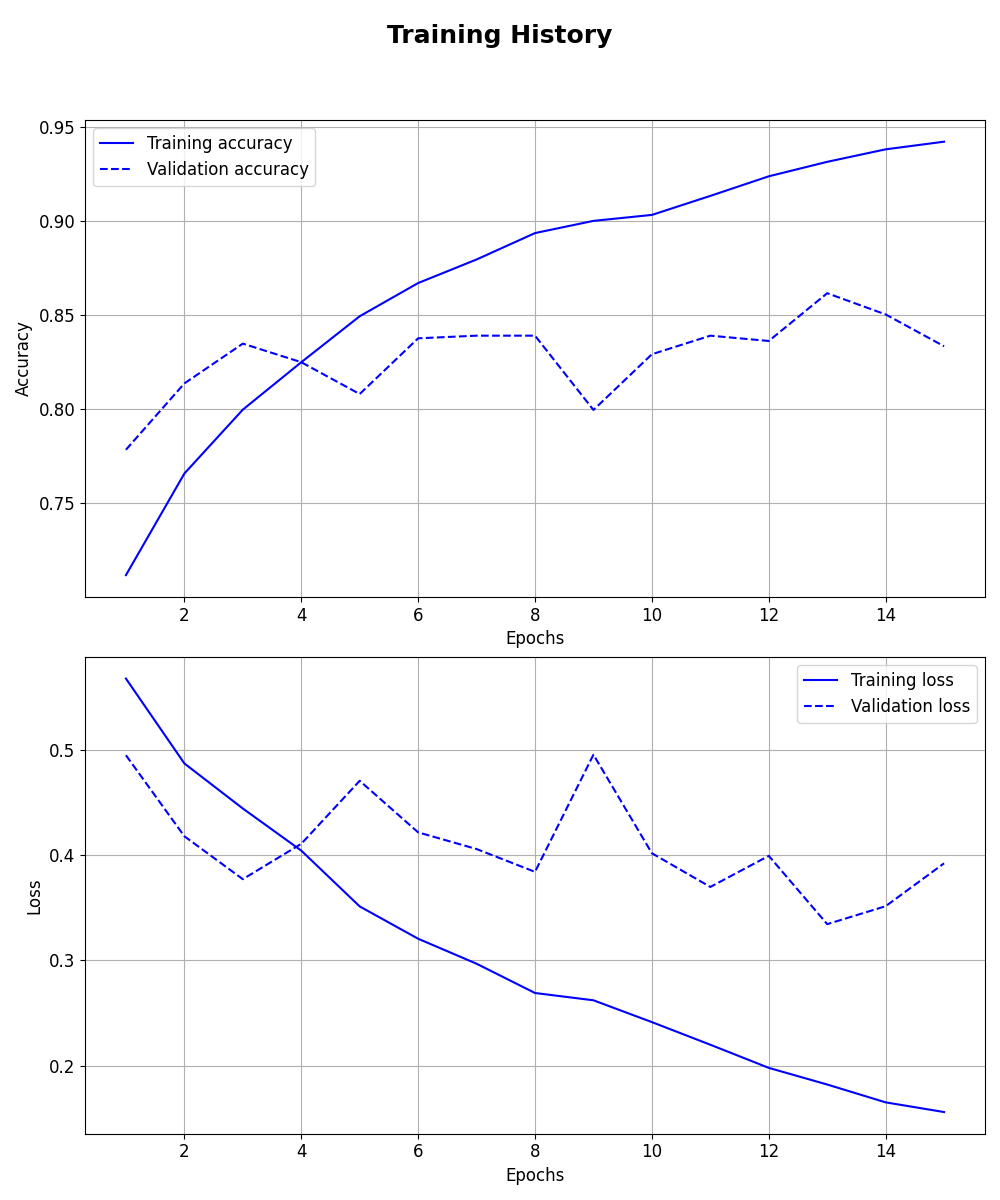 Training History
0.95
0.90
0.85
0.80
0.75
Accuracy
Training accuracy
Validation accuracy
2 4 6 8 10 12 14
Epochs
0.5
0.4
0.3
0.2
Loss
Training loss
Validation loss
2 4 6 8 10 12 14
Epochs